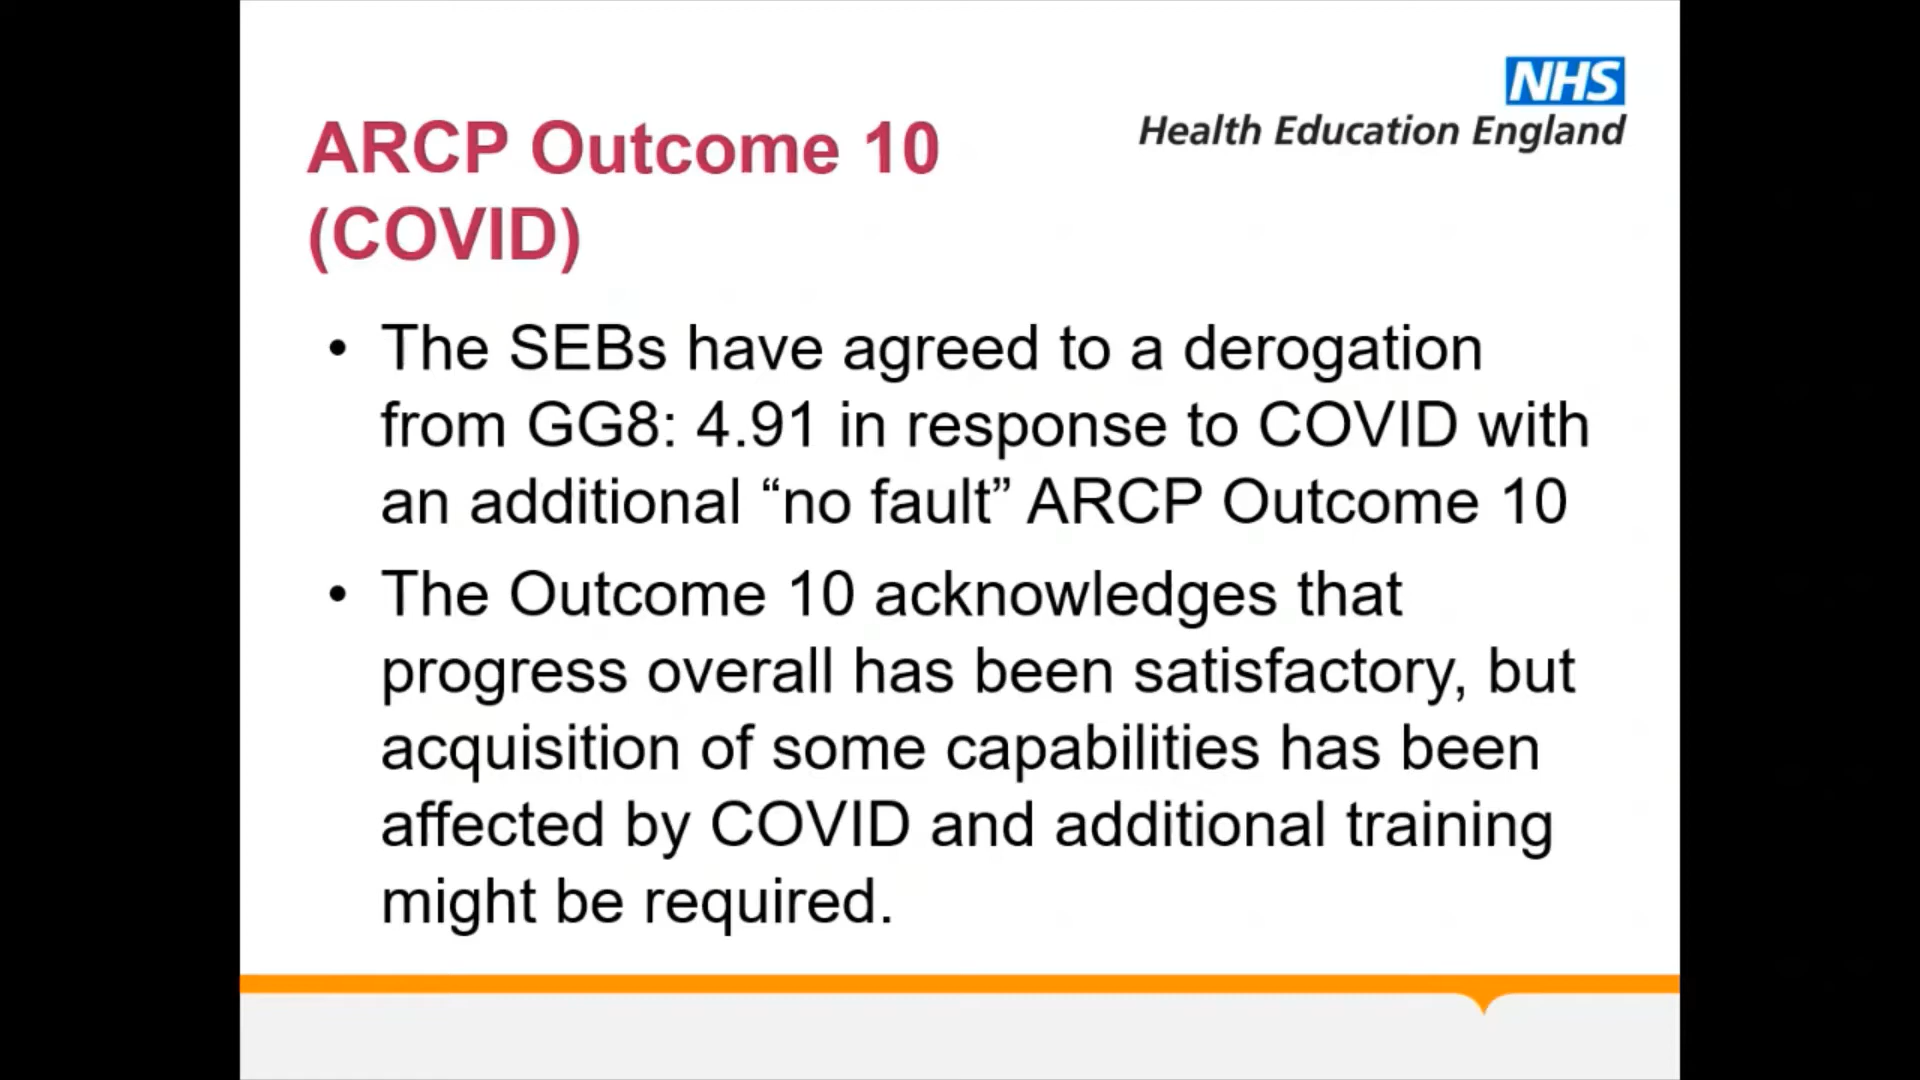 NHS
Health Education England
ARCP Outcome 10
(COVID)
• The SEBs have agreed to a derogation
from GG8: 4.91 in response to COVID with
an additional “no fault” ARCP Outcome 10
• The Outcome 10 acknowledges that
progress overall has been satisfactory, but
acquisition of some capabilities has been
affected by COVID and additional training
might be required.